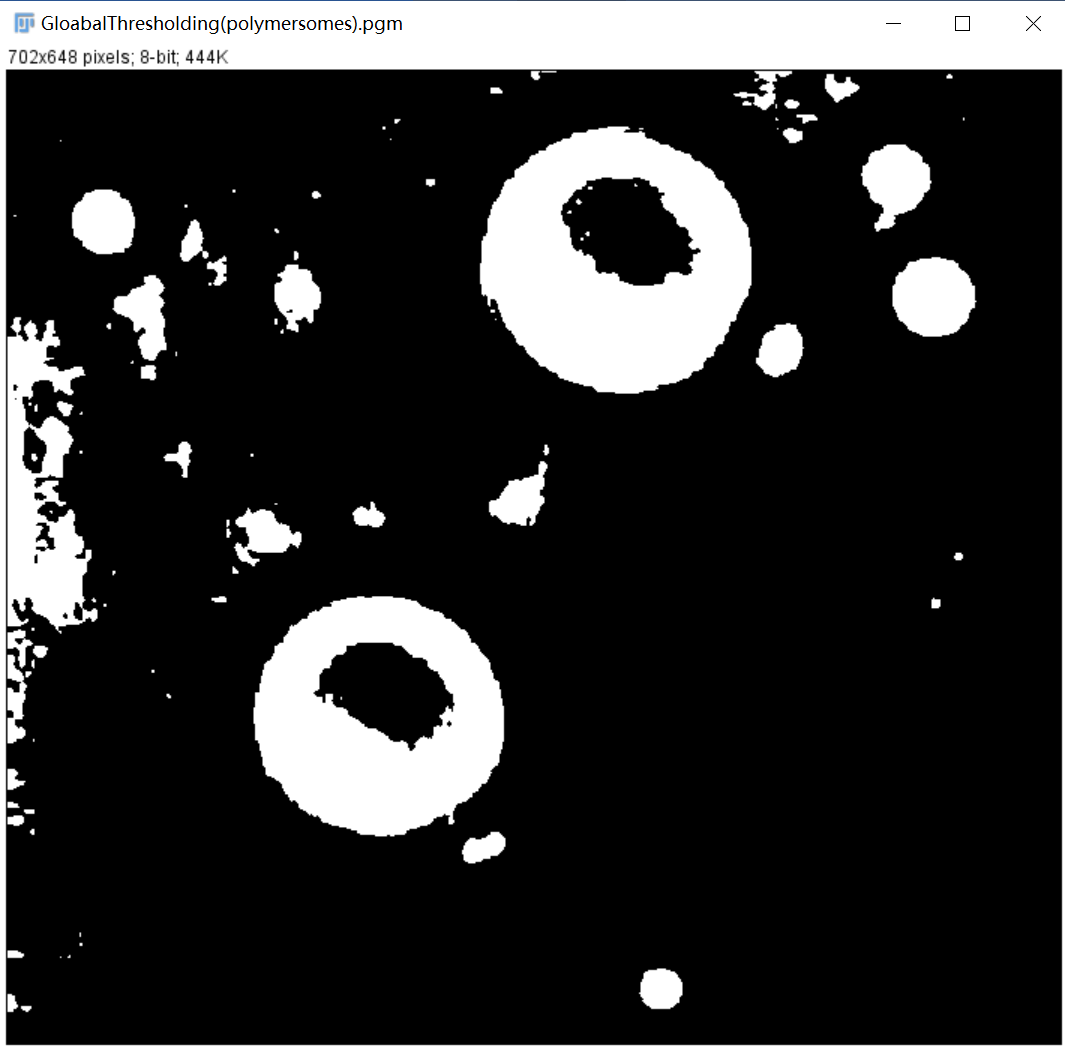 GloabalThresholding(polymersomes).pgm
702x648 pixels; 8-bit; 444K